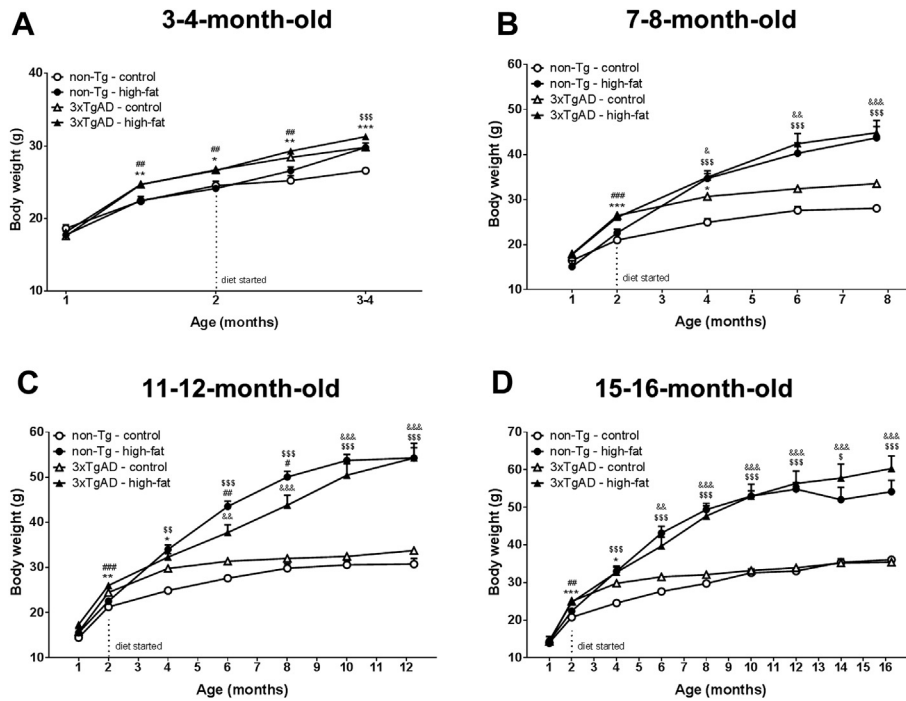 A
3-4-month-old
non-Tg - control
non-Tg - high-fat
3xTgAD - control
3xTgAD - high-fat
Body weight (g)
40
30
20
10
##
**
##
*
##
**
$$$
***
diet started
1
2
3-4
Age (months)
B
7-8-month-old
non-Tg - control
non-Tg - high-fat
3xTgAD - control
3xTgAD - high-fat
Body weight (g)
60
50
40
30
20
10
###
***
&
$$$
*
&&
$$$
&&&
$$$
diet started
1 2 3 4 5 6 7 8
Age (months)
C
11-12-month-old
non-Tg - control
non-Tg - high-fat
3xTgAD - control
3xTgAD - high-fat
Body weight (g)
60
50
40
30
20
10
###
**
$$
*
$$$
##
&&
$$$
#
&&&
&&&
$$$
&&&
$$$
diet started
1 2 3 4 5 6 7 8 9 10 11 12
Age (months)
D
15-16-month-old
non-Tg - control
non-Tg - high-fat
3xTgAD - control
3xTgAD - high-fat
Body weight (g)
70
60
50
40
30
20
10
##
***
$$$
*
&&
$$$
&&&
$$$
&&&
$$$
&&&
$$$
&&&
$
&&&
$$$
diet started
1 2 3 4 5 6 7 8 9 10 11 12 13 14 15 16
Age (months)